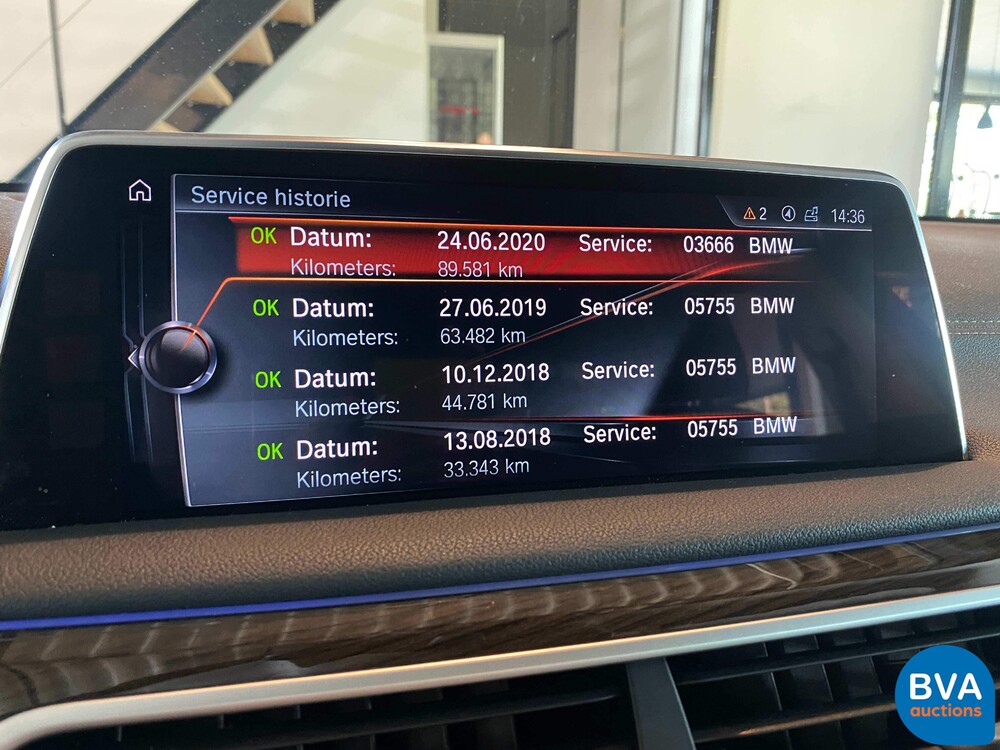 Service historie
2 14:36
OK Datum: 24.06.2020 Service: 03666 BMW
Kilometers: 89.581 km
OK Datum: 27.06.2019 Service: 05755 BMW
Kilometers: 63.482 km
OK Datum: 10.12.2018 Service: 05755 BMW
Kilometers: 44.781 km
OK Datum: 13.08.2018 Service: 05755 BMW
Kilometers: 33.343 km
BVA
auctions